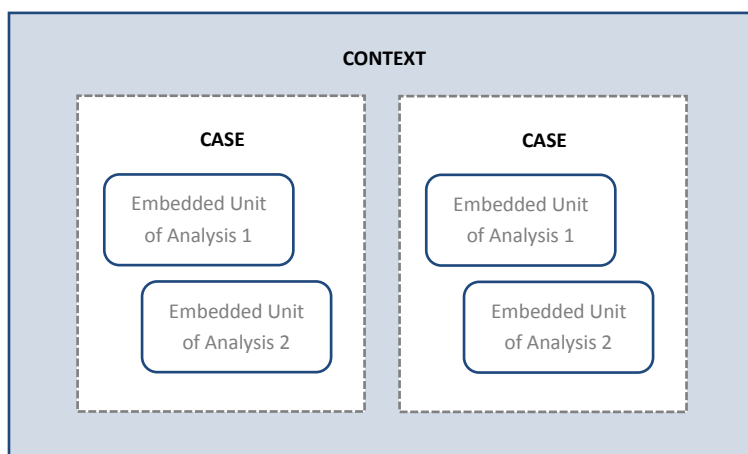 CONTEXT
CASE
Embedded Unit
of Analysis 1
Embedded Unit
of Analysis 2
CASE
Embedded Unit
of Analysis 1
Embedded Unit
of Analysis 2